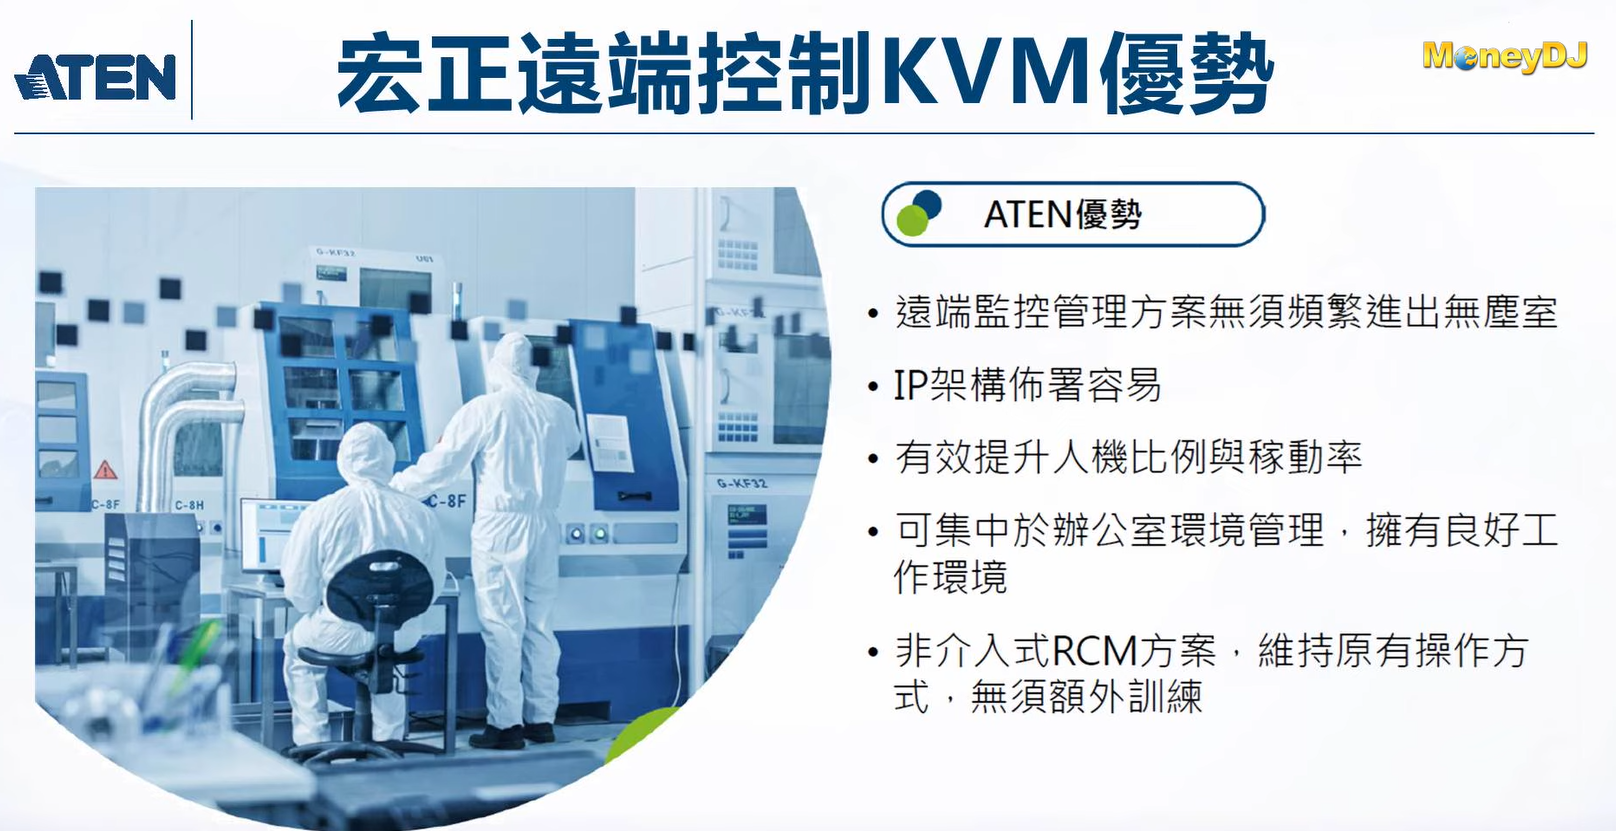 ATEN
宏正遠端控制KVM優勢
MoneyDJ
ATEN優勢
• 遠端監控管理方案無須頻繁進出無塵室
• IP架構佈署容易
• 有效提升人機比例與稼動率
• 可集中於辦公室環境管理，擁有良好工
作環境
• 非介入式RCM方案，維持原有操作方
式，無須額外訓練
G-KF32
U01
G-KF32
C-8F
C-8H
C-8F
G-KF32